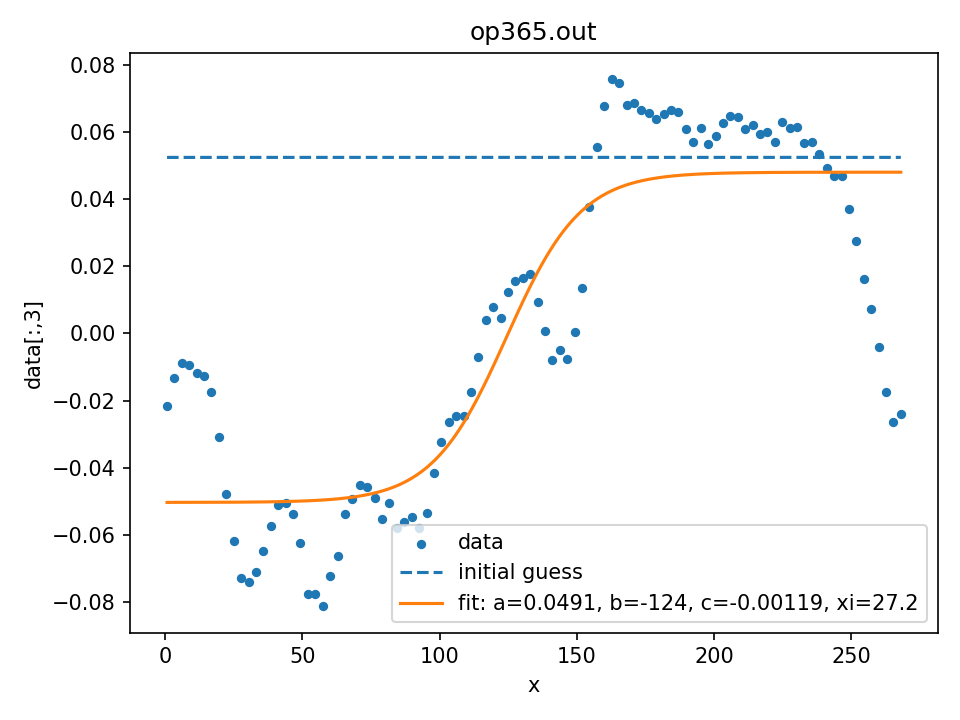 op365.out
0.08
0.06
0.04
0.02
0.00
−0.02
−0.04
−0.06
−0.08
data[:,3]
data
initial guess
fit: a=0.0491, b=-124, c=-0.00119, xi=27.2
0 50 100 150 200 250
x